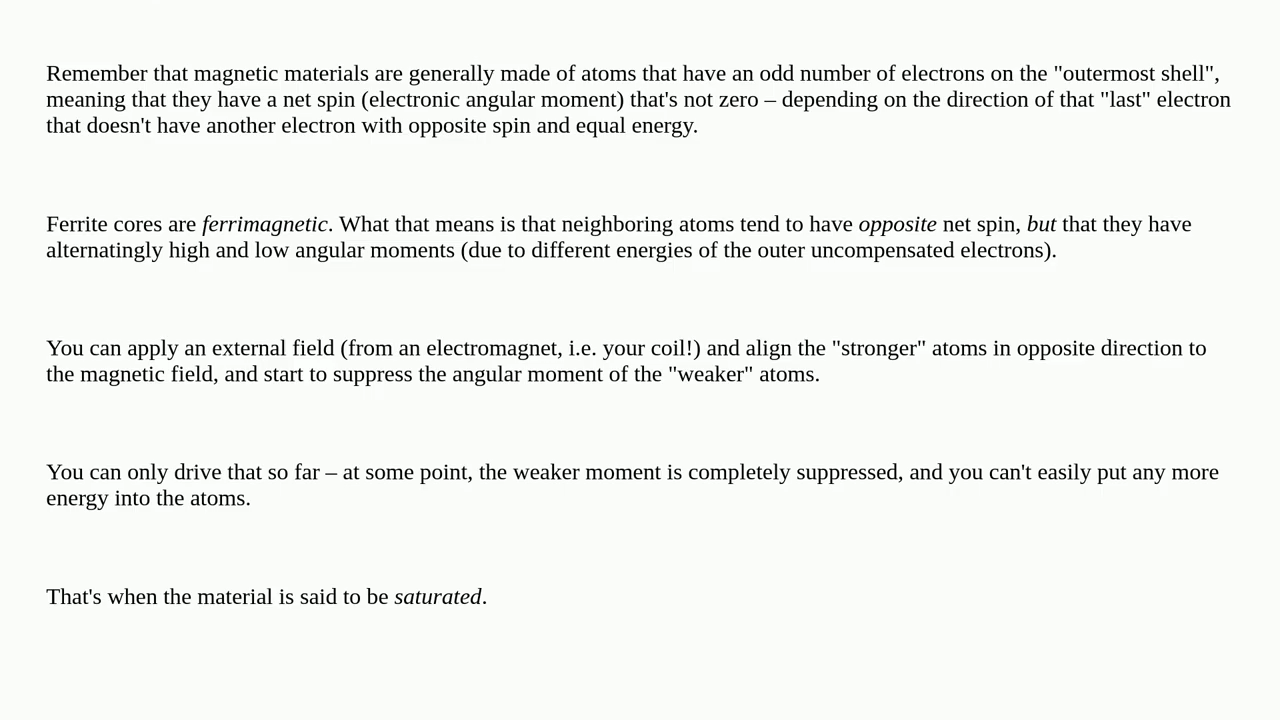 Remember that magnetic materials are generally made of atoms that have an odd number of electrons on the "outermost shell",
meaning that they have a net spin (electronic angular moment) that's not zero – depending on the direction of that "last" electron
that doesn't have another electron with opposite spin and equal energy.
Ferrite cores are ferrimagnetic. What that means is that neighboring atoms tend to have opposite net spin, but that they have
alternatingly high and low angular moments (due to different energies of the outer uncompensated electrons).
You can apply an external field (from an electromagnet, i.e. your coil!) and align the "stronger" atoms in opposite direction to
the magnetic field, and start to suppress the angular moment of the "weaker" atoms.
You can only drive that so far – at some point, the weaker moment is completely suppressed, and you can't easily put any more
energy into the atoms.
That's when the material is said to be saturated.